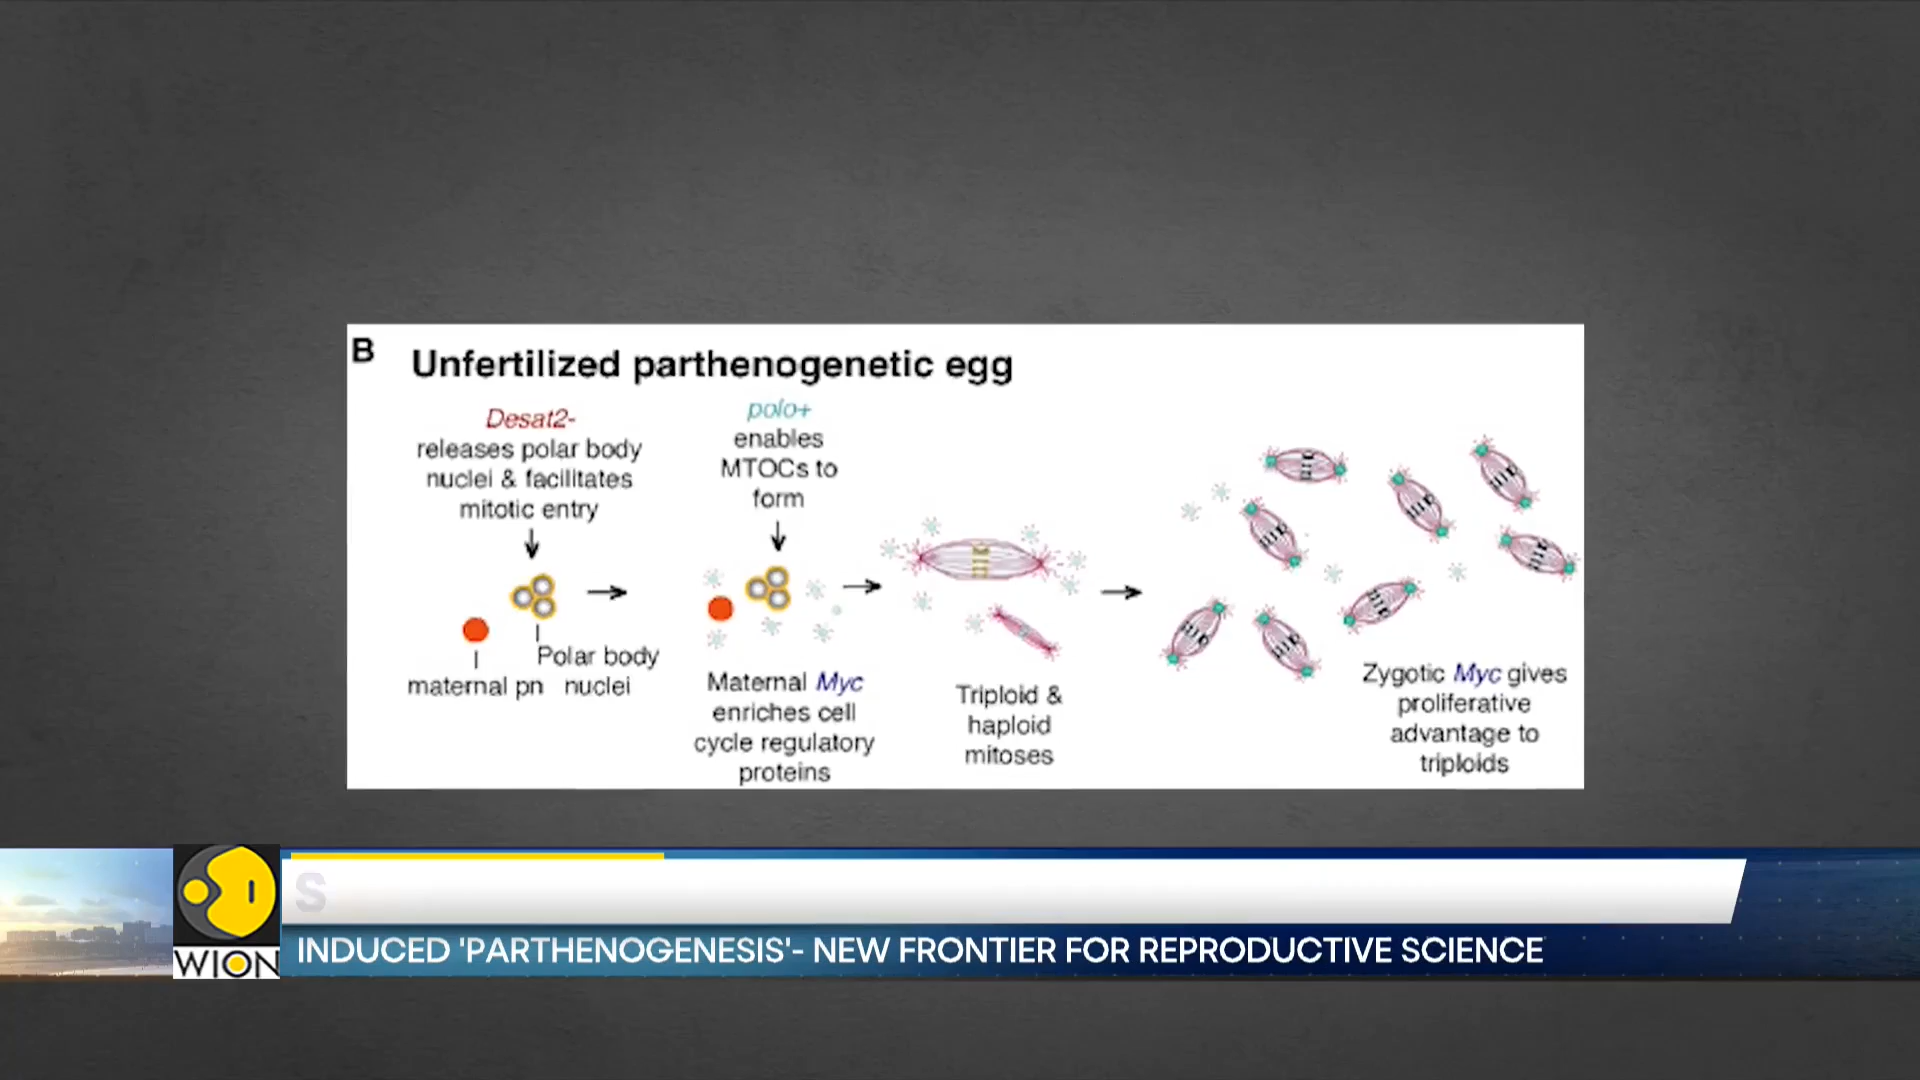 B
Unfertilized parthenogenetic egg
Desat2-
releases polar body
nuclei & facilitates
mitotic entry
maternal pn
Polar body
nuclei
polo+
enables
MTOCs to
form
Maternal Myc
enriches cell
cycle regulatory
proteins
Triploid &
haploid
mitoses
Zygotic Myc gives
proliferative
advantage to
triploids
S
INDUCED 'PARTHENOGENESIS'- NEW FRONTIER FOR REPRODUCTIVE SCIENCE
WION